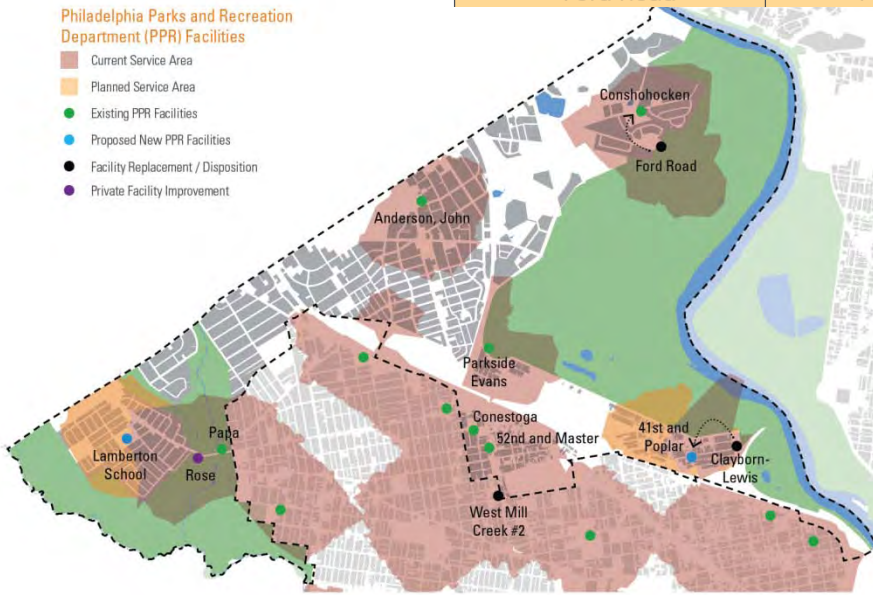 Philadelphia Parks and Recreation
Department (PPR) Facilities
Current Service Area
Planned Service Area
Existing PPR Facilities
Proposed New PPR Facilities
Facility Replacement / Disposition
Private Facility Improvement
Conshohocken
Ford Road
Anderson, John
Parkside
Evans
Conestoga
52nd and Master
41st and
Poplar
Clayborn-
Lewis
Papa
Lamberton
School
Rose
West Mill
Creek #2